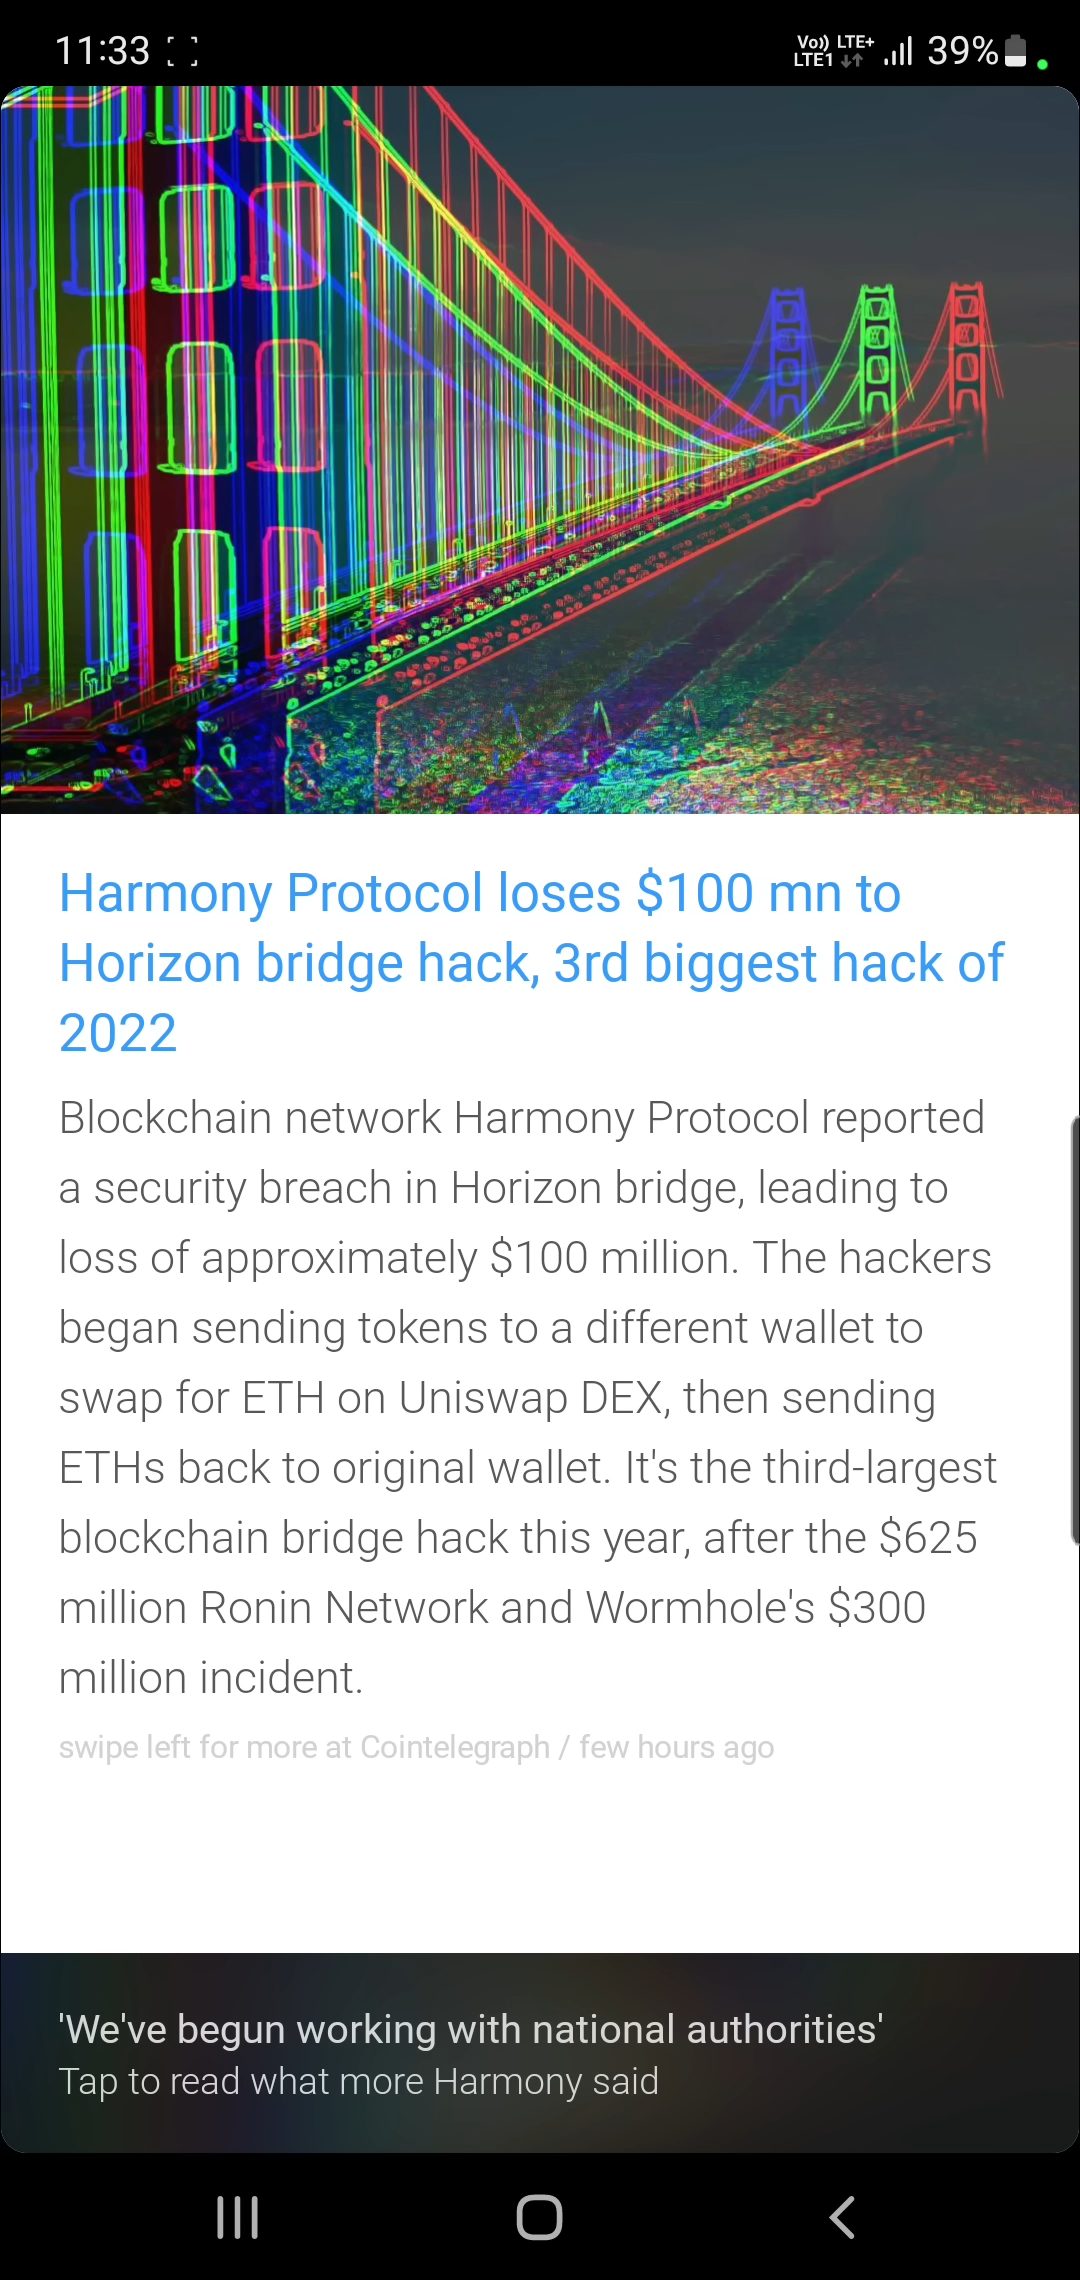 11:33
Vo)) LTE+
LTE1
39%
Harmony Protocol loses $100 mn to
Horizon bridge hack, 3rd biggest hack of
2022
Blockchain network Harmony Protocol reported
a security breach in Horizon bridge, leading to
loss of approximately $100 million. The hackers
began sending tokens to a different wallet to
swap for ETH on Uniswap DEX, then sending
ETHs back to original wallet. It's the third-largest
blockchain bridge hack this year, after the $625
million Ronin Network and Wormhole's $300
million incident.
swipe left for more at Cointelegraph / few hours ago
'We've begun working with national authorities'
Tap to read what more Harmony said